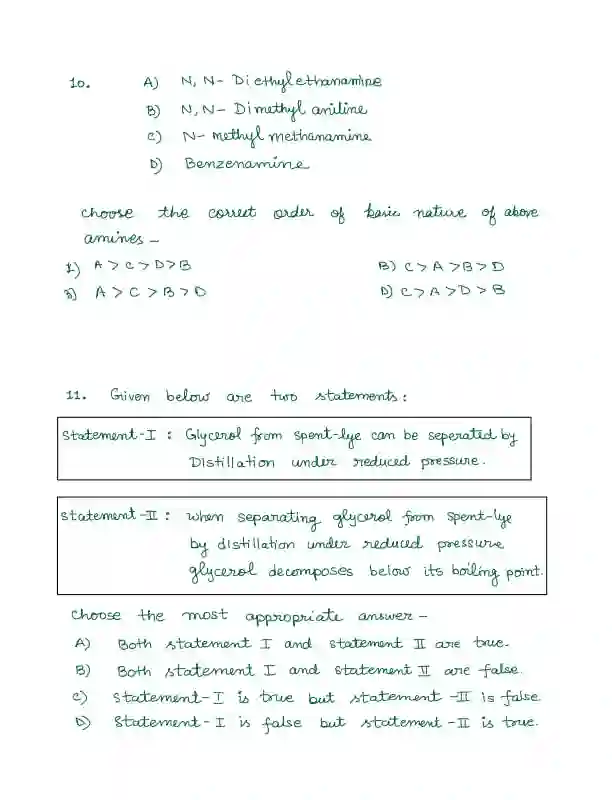 10. A) N, N- Diethylethanamine
B) N, N- Dimethyl aniline
C) N- methyl methanamine
D) Benzenamine
choose the correct order of basic nature of above
amines –
1) A > C > D > B B) C > A > B > D
3) A > C > B > D D) C > A > D > B
11. Given below are two statements:
Statement-I : Glycerol from spent-lye can be seperated by
Distillation under reduced pressure.
Statement-II : when separating glycerol from spent-lye
by distillation under reduced pressure
glycerol decomposes below its boiling point.
Choose the most appropriate answer –
A) Both statement I and statement II are true.
B) Both statement I and statement II are false.
C) Statement-I is true but statement -II is false
D) Statement-I is false but statement -II is true.